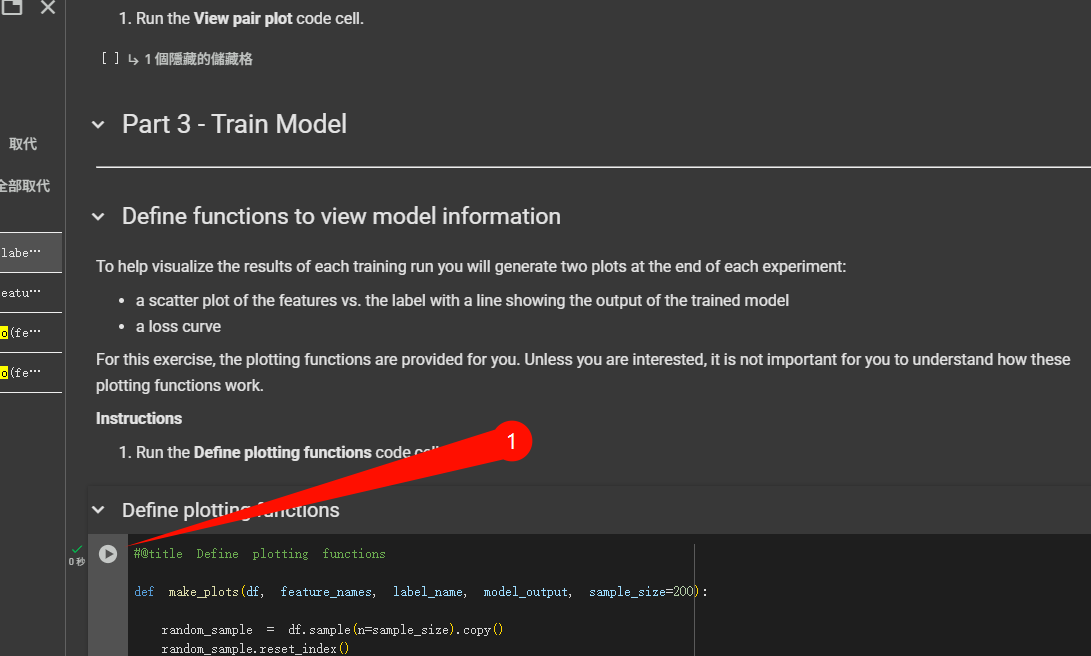 1. Run the View pair plot code cell.
[ ] ↳ 1 個隱藏的儲藏格
Part 3 - Train Model
取代
全部取代
Define functions to view model information
labe…
To help visualize the results of each training run you will generate two plots at the end of each experiment:
eatu…
• a scatter plot of the features vs. the label with a line showing the output of the trained model
• a loss curve
o(fe…
For this exercise, the plotting functions are provided for you. Unless you are interested, it is not important for you to understand how these
o(fe…
plotting functions work.
Instructions
1. Run the Define plotting functions code cell
1
Define plotting functions
0 秒
#@title Define plotting functions
def make_plots(df, feature_names, label_name, model_output, sample_size=200):
random_sample = df.sample(n=sample_size).copy()
random_sample.reset_index()